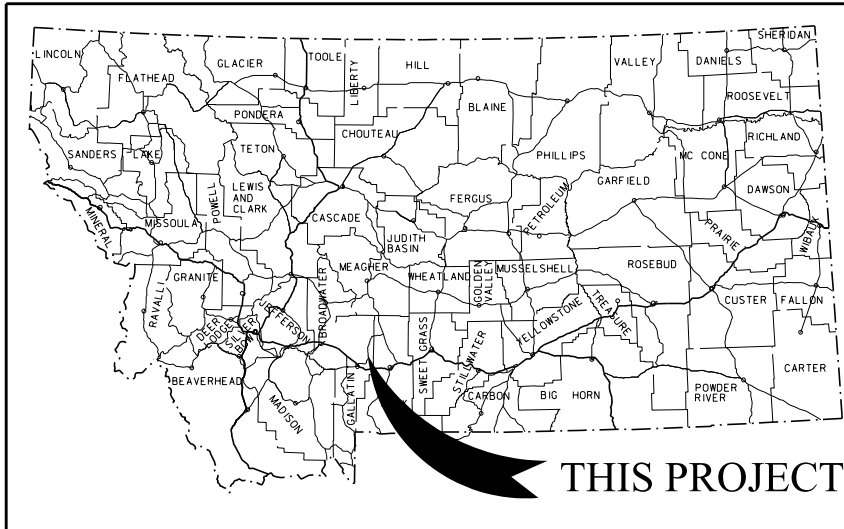 LINCOLN
FLATHEAD
GLACIER
TOOLE
LIBERTY
HILL
BLAINE
VALLEY
DANIELS
SHERIDAN
ROOSEVELT
PONDERA
CHOUTEAU
PHILLIPS
RICHLAND
MC CONE
SANDERS
LAKE
TETON
LEWIS
AND
CLARK
POWELL
CASCADE
FERGUS
PETROLEUM
GARFIELD
DAWSON
PRAIRIE
WIBAUX
MINERAL
MISSOULA
JUDITH
BASIN
MEAGHER
WHEATLAND
GOLDEN
VALLEY
MUSSELSHELL
ROSEBUD
RAVALLI
GRANITE
DEER
LODGE
SILVER
BOW
JEFFERSON
BROADWATER
YELLOWSTONE
TREASURE
CUSTER
FALLON
BEAVERHEAD
MADISON
GALLATIN
SWEET GRASS
STILLWATER
CARBON
BIG HORN
POWDER
RIVER
CARTER
THIS PROJECT